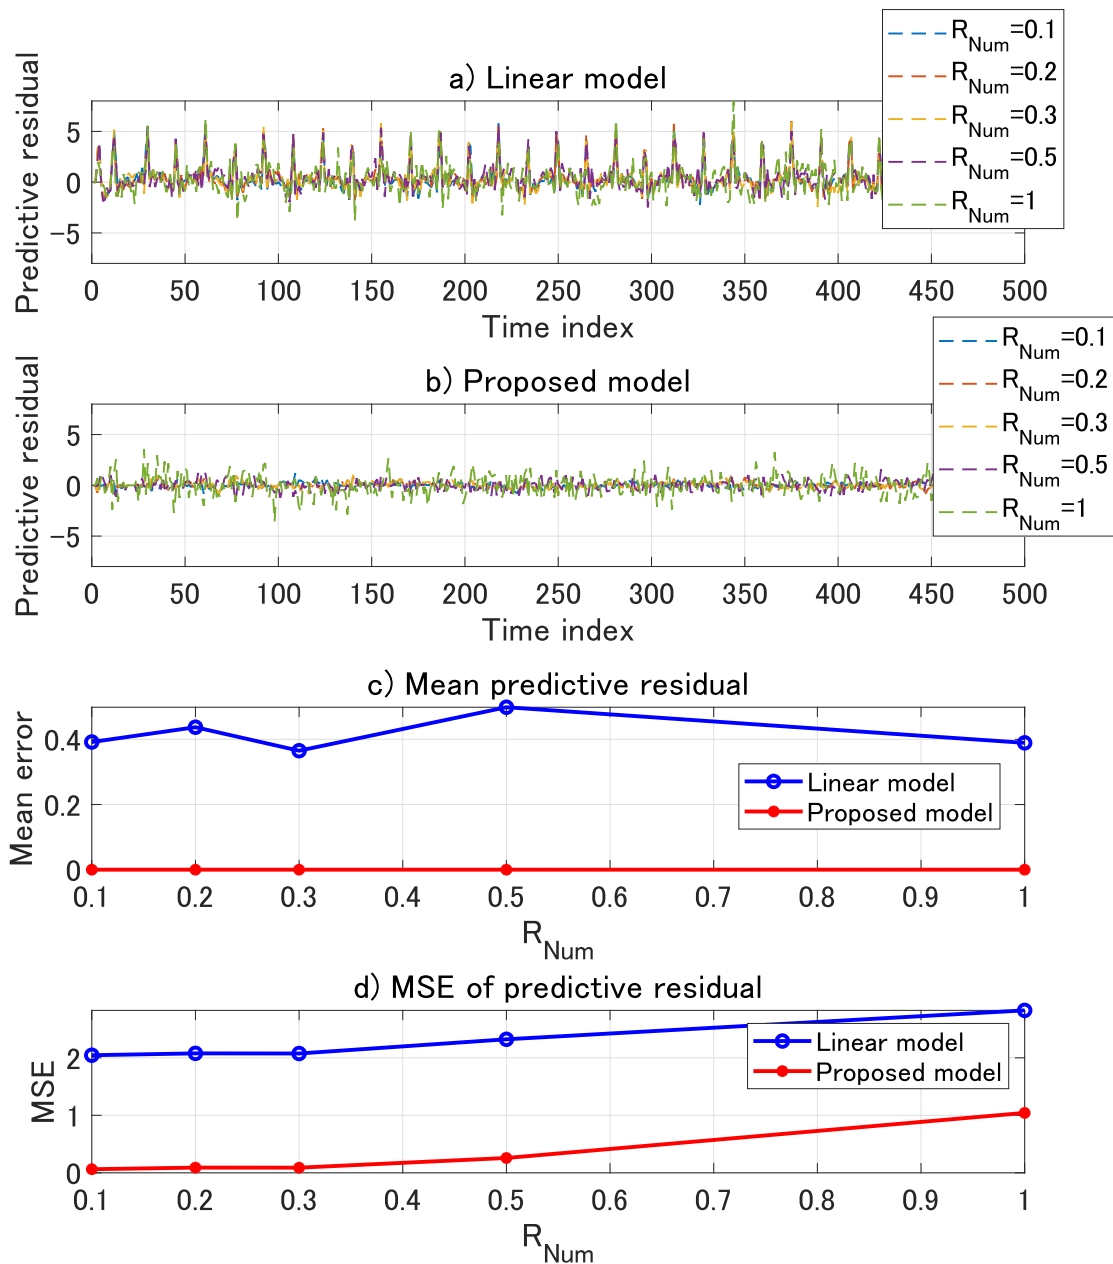 a) Linear model
Predictive residual
5
0
−5
0 50 100 150 200 250 300 350 400 450 500
Time index
R_Num=0.1
R_Num=0.2
R_Num=0.3
R_Num=0.5
R_Num=1
b) Proposed model
Predictive residual
5
0
−5
0 50 100 150 200 250 300 350 400 450 500
Time index
R_Num=0.1
R_Num=0.2
R_Num=0.3
R_Num=0.5
R_Num=1
c) Mean predictive residual
Mean error
0.4
0.2
0
0.1 0.2 0.3 0.4 0.5 0.6 0.7 0.8 0.9 1
R_Num
Linear model
Proposed model
d) MSE of predictive residual
MSE
2
1
0
0.1 0.2 0.3 0.4 0.5 0.6 0.7 0.8 0.9 1
R_Num
Linear model
Proposed model